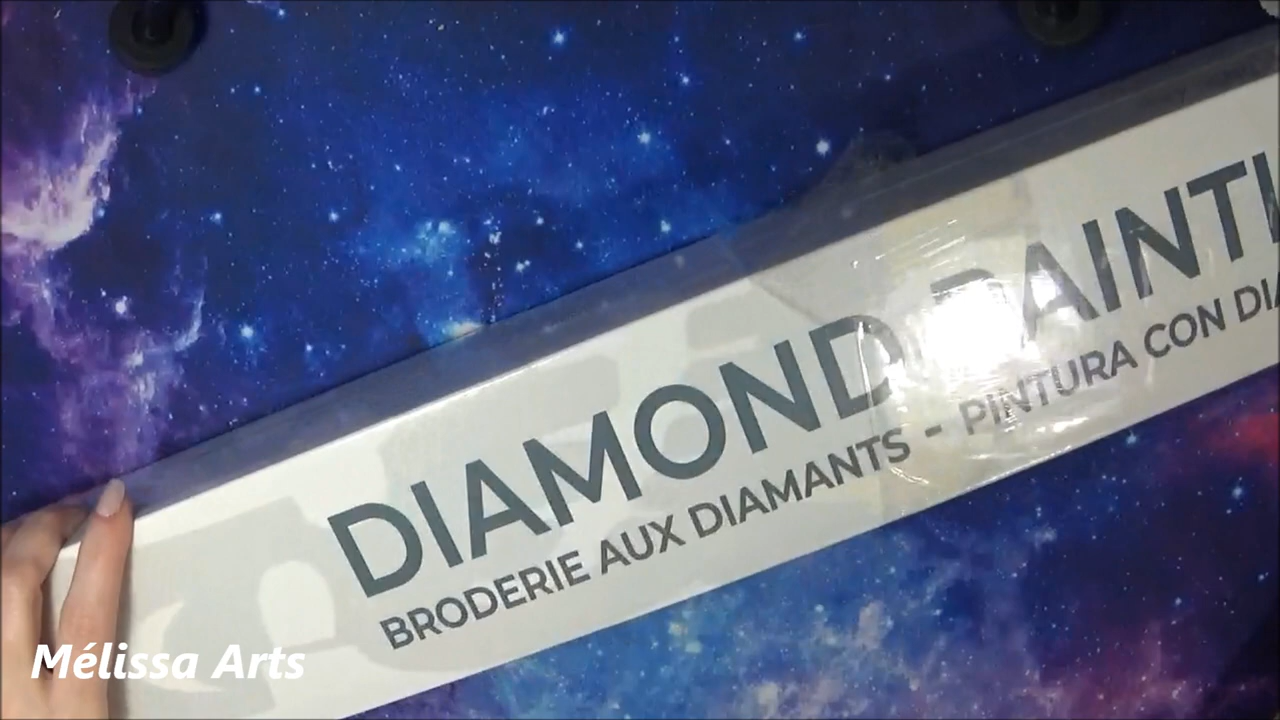 DIAMOND PAINTI
BRODERIE AUX DIAMANTS - PINTURA CON DIA
Mélissa Arts